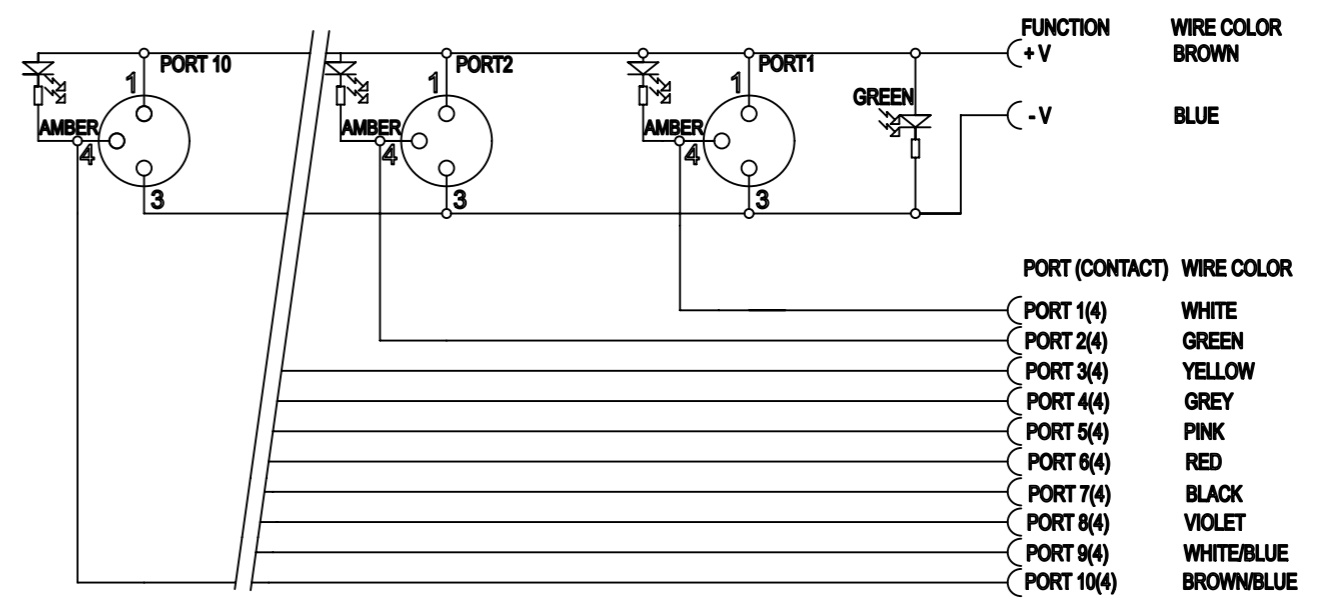 FUNCTION WIRE COLOR
+ V BROWN
PORT 10 PORT2 PORT1
1 1 1
GREEN
- V BLUE
AMBER AMBER AMBER
4 4 4
3 3 3
PORT (CONTACT) WIRE COLOR
PORT 1(4) WHITE
PORT 2(4) GREEN
PORT 3(4) YELLOW
PORT 4(4) GREY
PORT 5(4) PINK
PORT 6(4) RED
PORT 7(4) BLACK
PORT 8(4) VIOLET
PORT 9(4) WHITE/BLUE
PORT 10(4) BROWN/BLUE